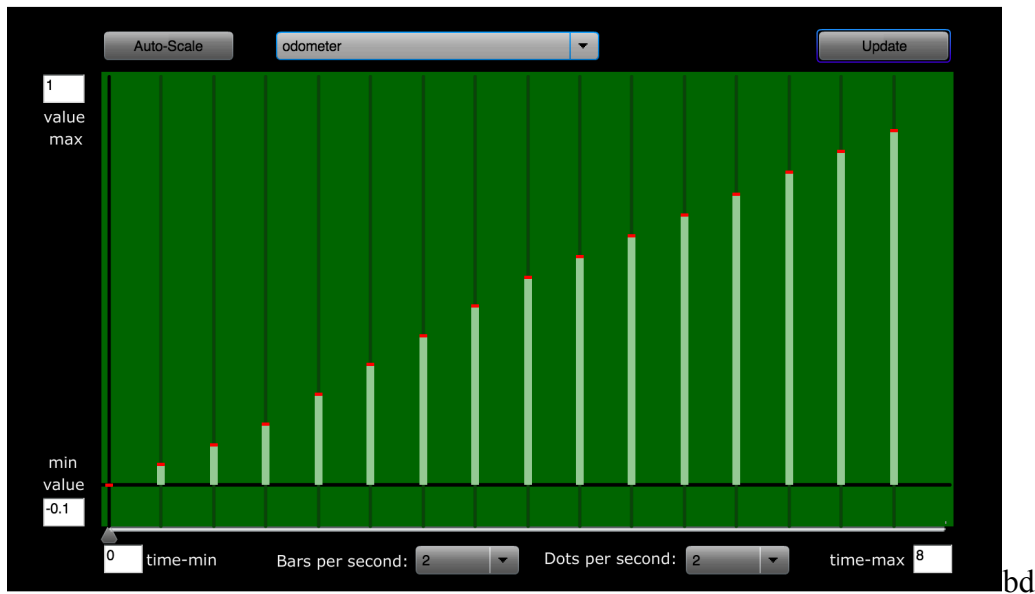 Auto-Scale odometer Update
1
value
max
min
value
-0.1
0 time-min Bars per second: 2 Dots per second: 2 time-max 8
bd